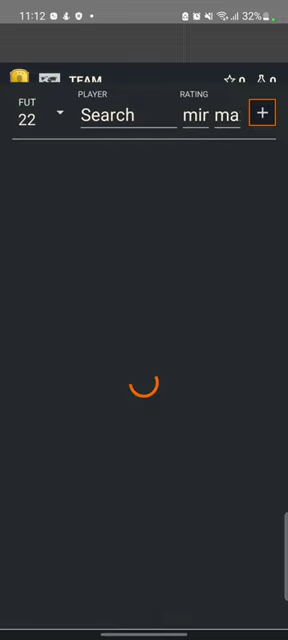 11:12 32%
TEAM 0 0
PLAYER RATING
FUT
22 Search mir ma